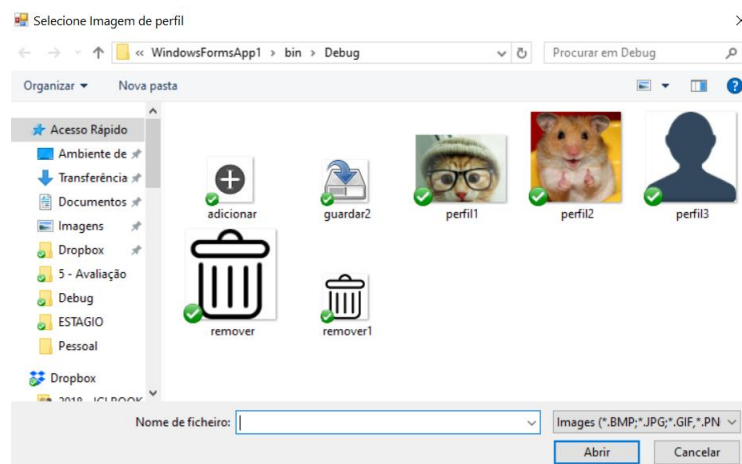 Selecione Imagem de perfil
« WindowsFormsApp1 › bin › Debug
Procurar em Debug
Organizar
Nova pasta
Acesso Rápido
Ambiente de
Transferência
Documentos
Imagens
Dropbox
5 - Avaliação
Debug
ESTAGIO
Pessoal
Dropbox
adicionar
guardar2
perfil1
perfil2
perfil3
remover
remover1
Nome de ficheiro:
Images (*.BMP;*.JPG;*.GIF,*.PN
Abrir
Cancelar